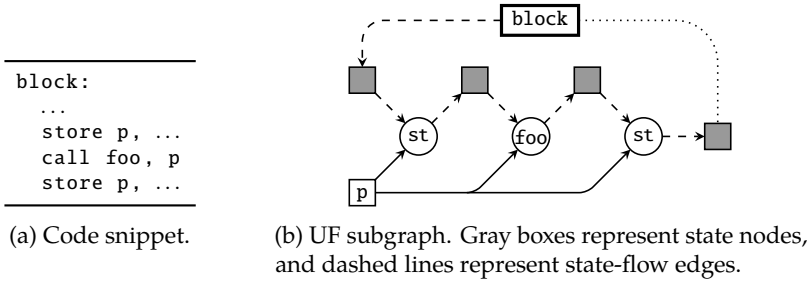 block:
...
store p, ...
call foo, p
store p, ...
(a) Code snippet.
block
st
foo
st
p
(b) UF subgraph. Gray boxes represent state nodes,
and dashed lines represent state-flow edges.